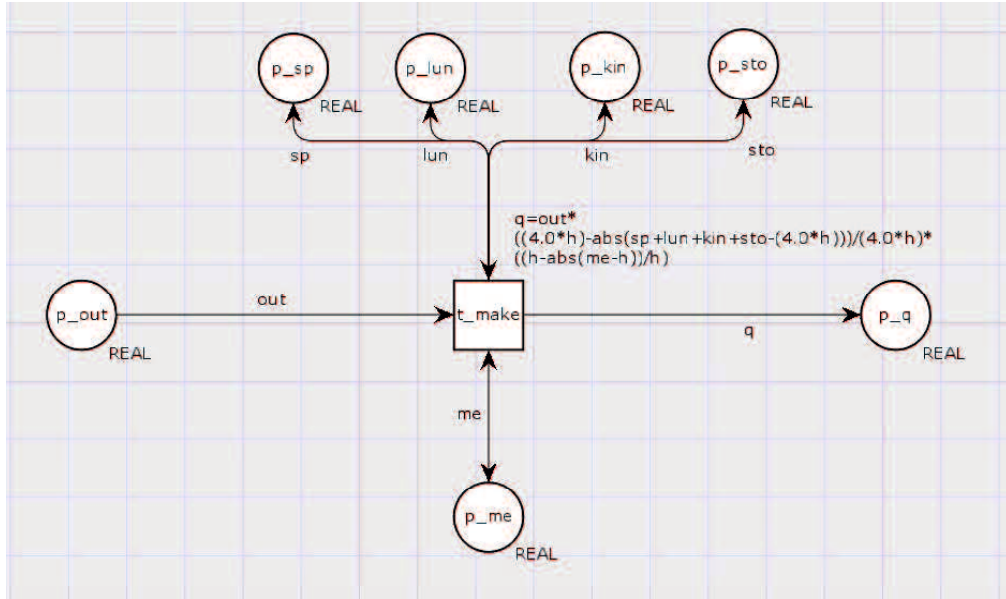 p_sp
p_lun
p_kin
p_sto
REAL
REAL
REAL
REAL
sp
lun
kin
sto
q=out*
((4.0*h)-abs(sp+lun+kin+sto-(4.0*h)))/(4.0*h)*
((h-abs(me-h))/h)
p_out
out
t_make
q
p_q
REAL
REAL
me
p_me
REAL